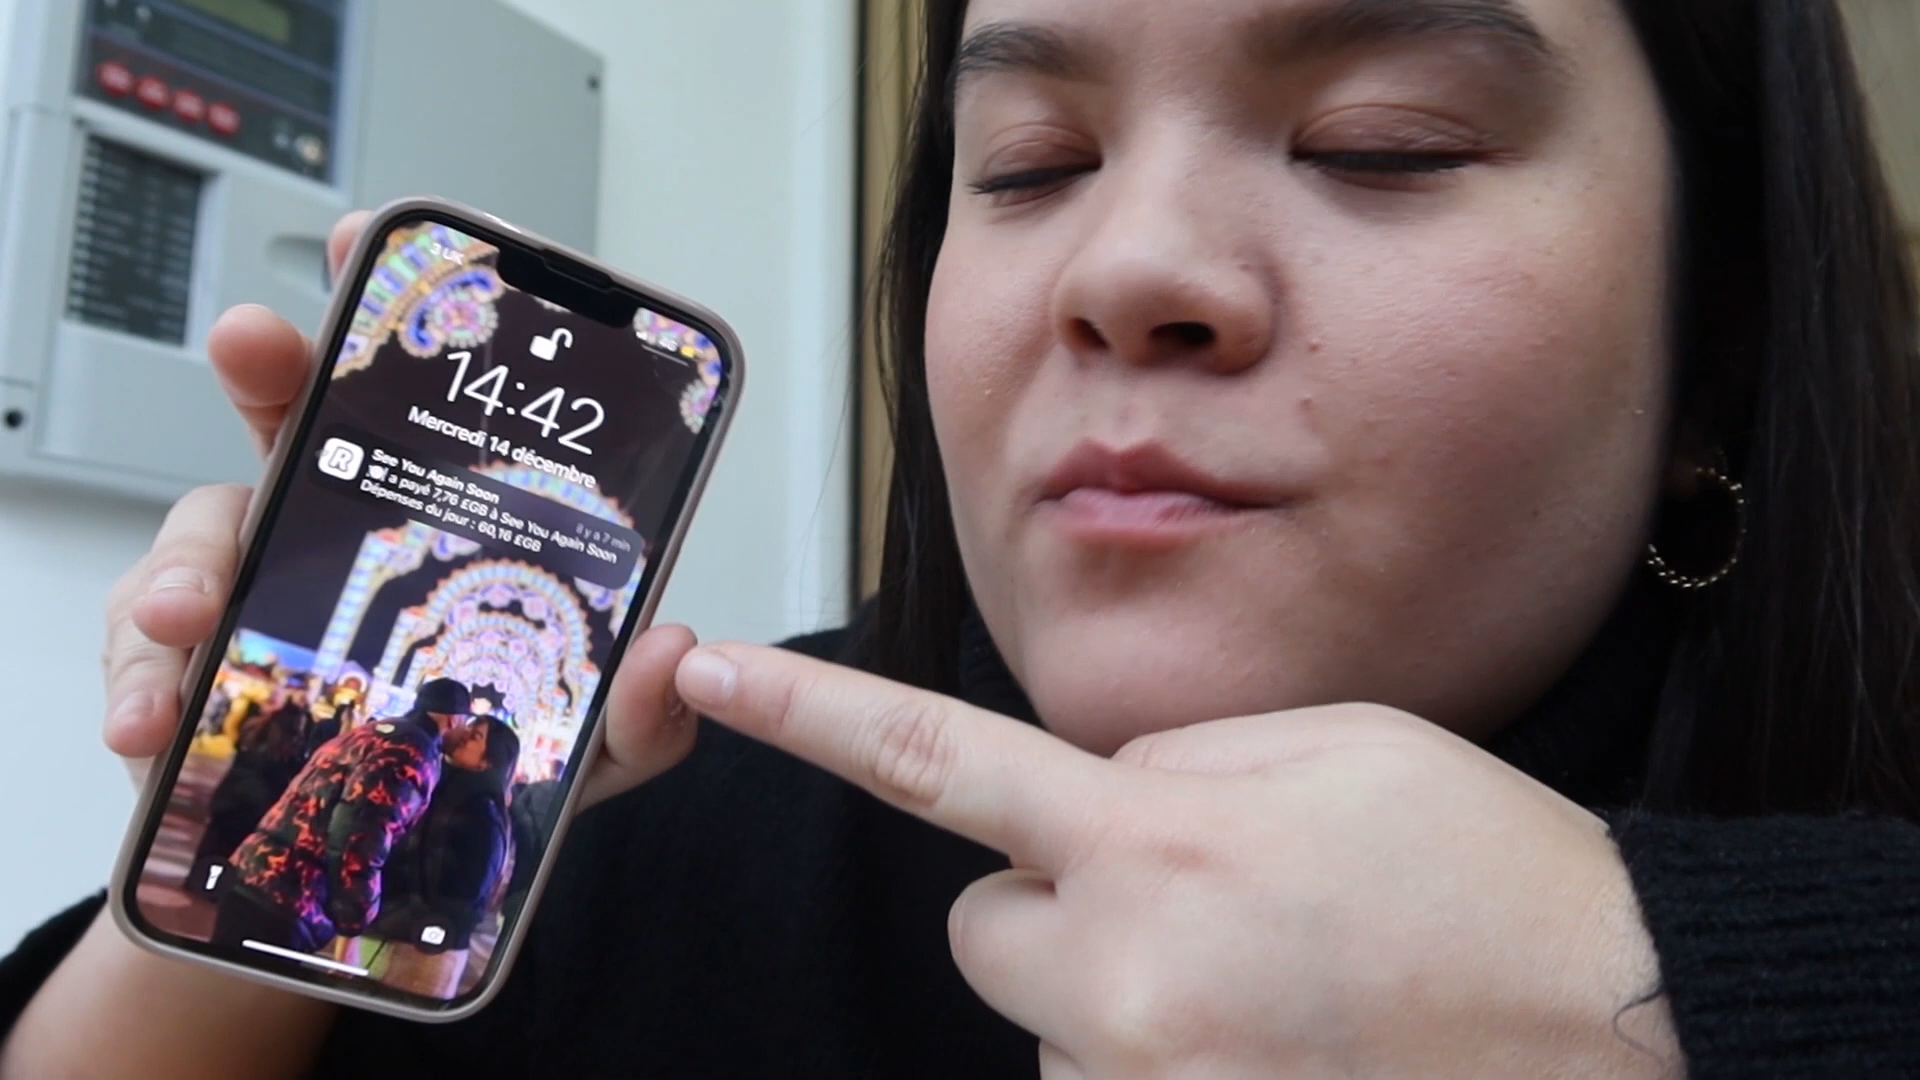 3 UK
4G
14:42
Mercredi 14 décembre
R
See You Again Soon
il y a 7 min
a payé 7,76 £GB à See You Again Soon
Dépenses du jour : 60,16 £GB